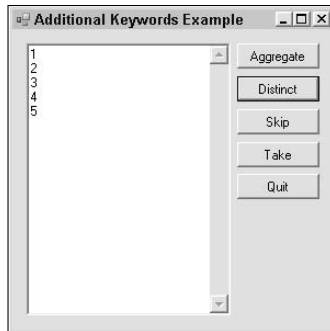 Additional Keywords Example
1
2
3
4
5
Aggregate
Distinct
Skip
Take
Quit